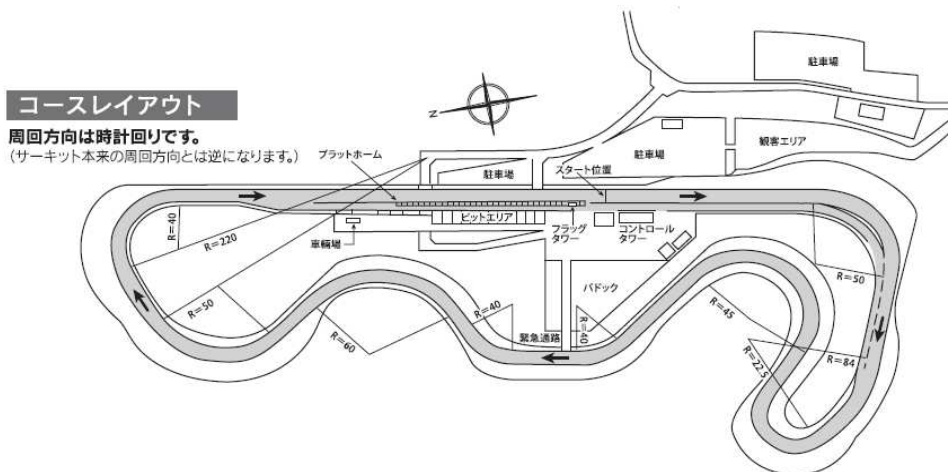 コースレイアウト
周回方向は時計回りです。
(サーキット本来の周回方向とは逆になります。)
N
駐車場
観客エリア
駐車場
プラットホーム
駐車場
スタート位置
ピットエリア
車輛場
フラッグ
タワー
コントロール
タワー
パドック
緊急通路
R=40
R=220
R=50
R=60
R=40
R=40
R=45
R=50
R=84
R=22.5